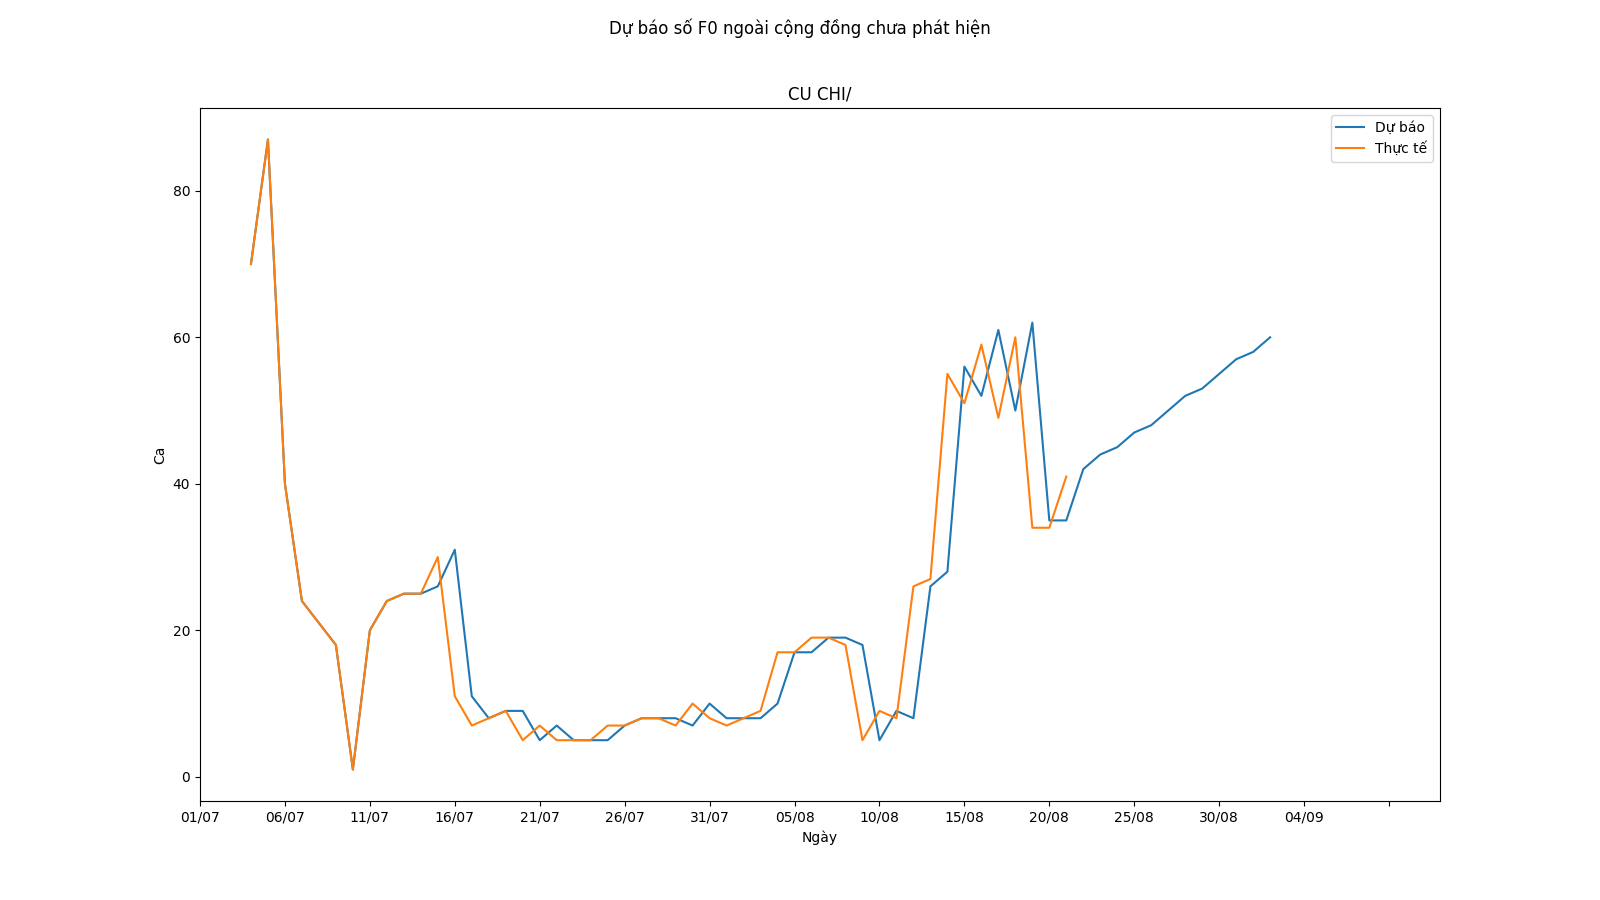 Dự báo số F0 ngoài cộng đồng chưa phát hiện
CU CHI/
Dự báo
Thực tế
80
60
40
20
0
Ca
01/07 06/07 11/07 16/07 21/07 26/07 31/07 05/08 10/08 15/08 20/08 25/08 30/08 04/09
Ngày